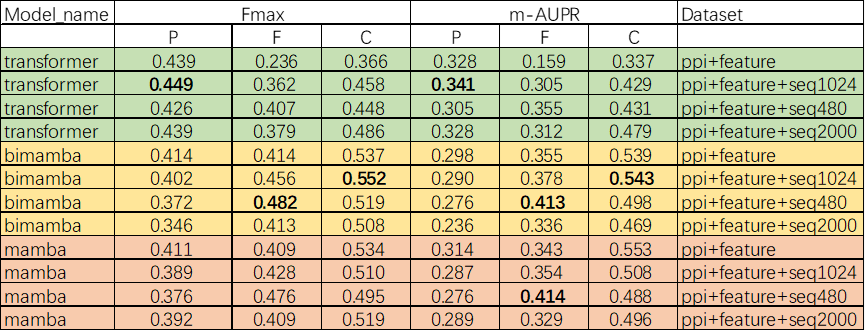 Model_name Fmax m-AUPR Dataset
P F C P F C
transformer 0.439 0.236 0.366 0.328 0.159 0.337 ppi+feature
transformer 0.449 0.362 0.458 0.341 0.305 0.429 ppi+feature+seq1024
transformer 0.426 0.407 0.448 0.305 0.355 0.431 ppi+feature+seq480
transformer 0.439 0.379 0.486 0.328 0.312 0.479 ppi+feature+seq2000
bimamba 0.414 0.414 0.537 0.298 0.355 0.539 ppi+feature
bimamba 0.402 0.456 0.552 0.290 0.378 0.543 ppi+feature+seq1024
bimamba 0.372 0.482 0.519 0.276 0.413 0.498 ppi+feature+seq480
bimamba 0.346 0.413 0.508 0.236 0.336 0.469 ppi+feature+seq2000
mamba 0.411 0.409 0.534 0.314 0.343 0.553 ppi+feature
mamba 0.389 0.428 0.510 0.287 0.354 0.508 ppi+feature+seq1024
mamba 0.376 0.476 0.495 0.276 0.414 0.488 ppi+feature+seq480
mamba 0.392 0.409 0.519 0.289 0.329 0.496 ppi+feature+seq2000